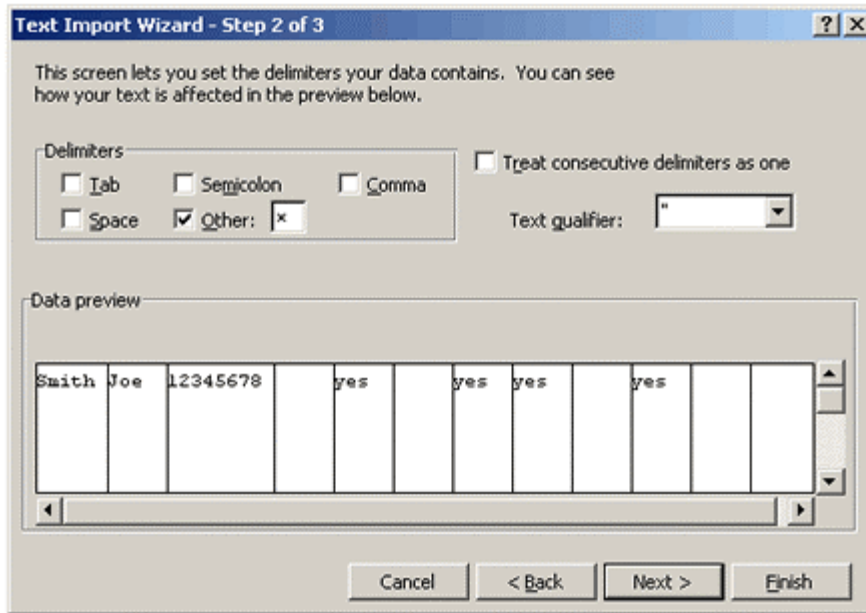 Text Import Wizard - Step 2 of 3
This screen lets you set the delimiters your data contains. You can see
how your text is affected in the preview below.
Delimiters
Tab Semicolon Comma
Space Other: ×
Treat consecutive delimiters as one
Text qualifier: "
Data preview
Smith Joe 12345678 yes yes yes yes
Cancel < Back Next > Finish